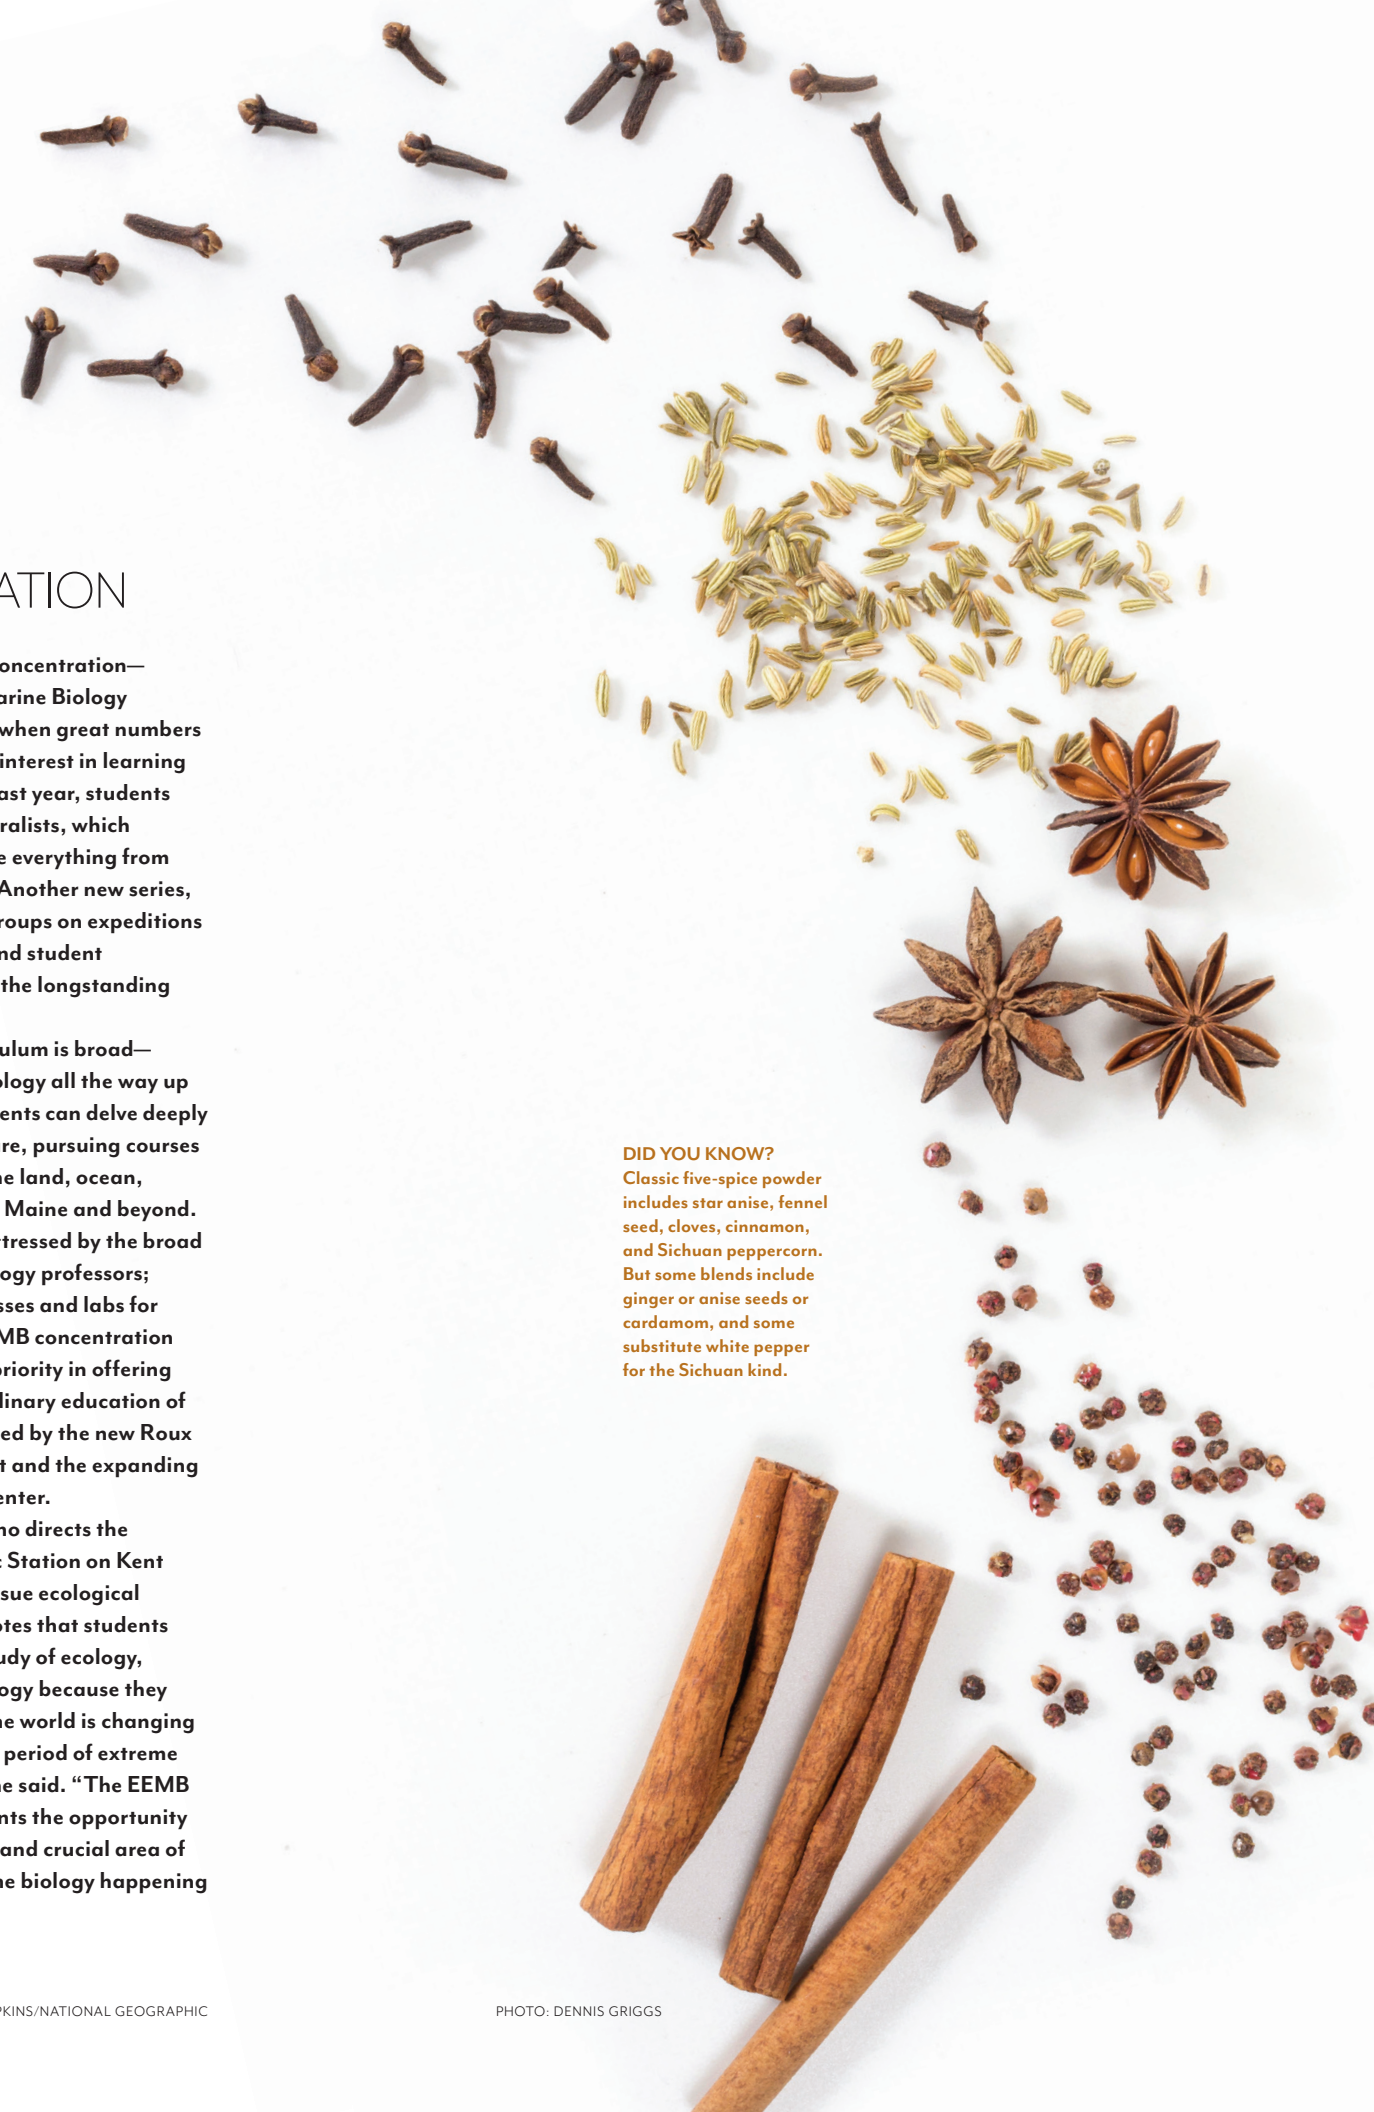 ATION
oncentration—
arine Biology
when great numbers
interest in learning
ast year, students
ralists, which
e everything from
Another new series,
roups on expeditions
nd student
the longstanding
ulum is broad—
ology all the way up
ents can delve deeply
re, pursuing courses
ne land, ocean,
Maine and beyond.
ttressed by the broad
ogy professors;
sses and labs for
MB concentration
priority in offering
linary education of
ed by the new Roux
t and the expanding
enter.
ho directs the
c Station on Kent
sue ecological
otes that students
udy of ecology,
ogy because they
he world is changing
period of extreme
he said. “The EEMB
nts the opportunity
and crucial area of
he biology happening
PKINS/NATIONAL GEOGRAPHIC
DID YOU KNOW?
Classic five-spice powder
includes star anise, fennel
seed, cloves, cinnamon,
and Sichuan peppercorn.
But some blends include
ginger or anise seeds or
cardamom, and some
substitute white pepper
for the Sichuan kind.
PHOTO: DENNIS GRIGGS